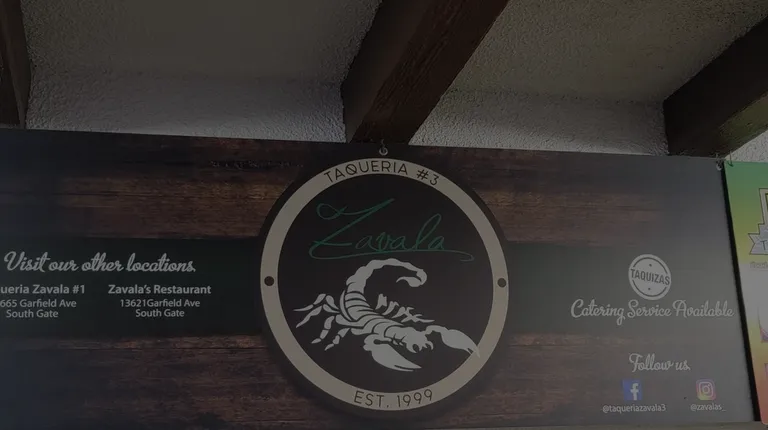 TAQUERIA #3
Zavala
EST. 1999
Visit our other locations
ueria Zavala #1
665 Garfield Ave
South Gate
Zavala's Restaurant
13621Garfield Ave
South Gate
TAQUIZAS
Catering Service Available
Follow us
@taqueriazavala3
@zavalas_